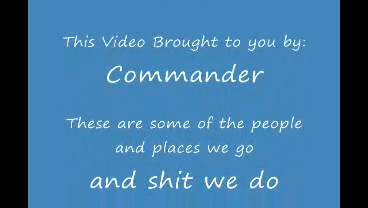 This Video Brought to you by:
Commander
These are some of the people
and places we go
and shit we do